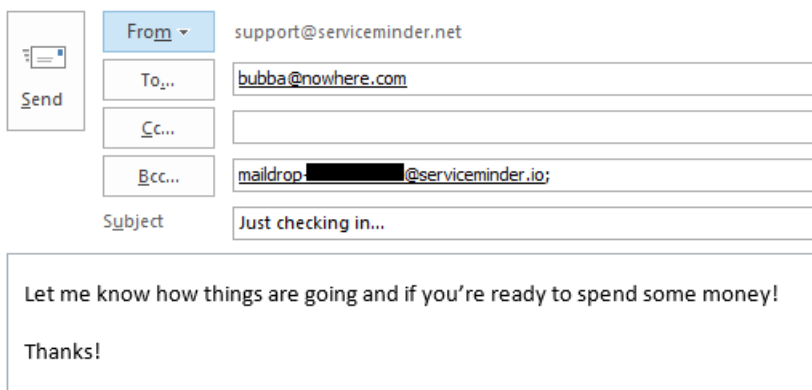 From
support@serviceminder.net
To...
bubba@nowhere.com
Send
Cc...
Bcc...
maildrop-@serviceminder.io;
Subject
Just checking in...
Let me know how things are going and if you're ready to spend some money!
Thanks!